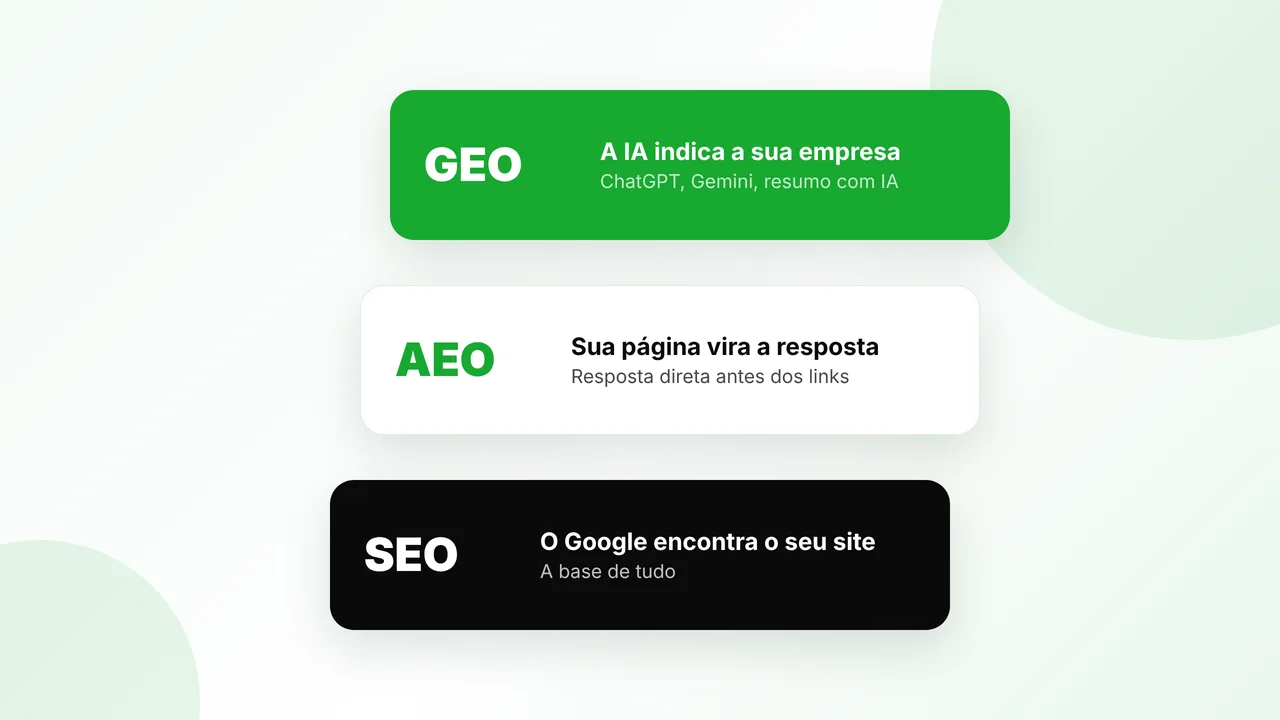 GEO
A IA indica a sua empresa
ChatGPT, Gemini, resumo com IA
AEO
Sua página vira a resposta
Resposta direta antes dos links
SEO
O Google encontra o seu site
A base de tudo